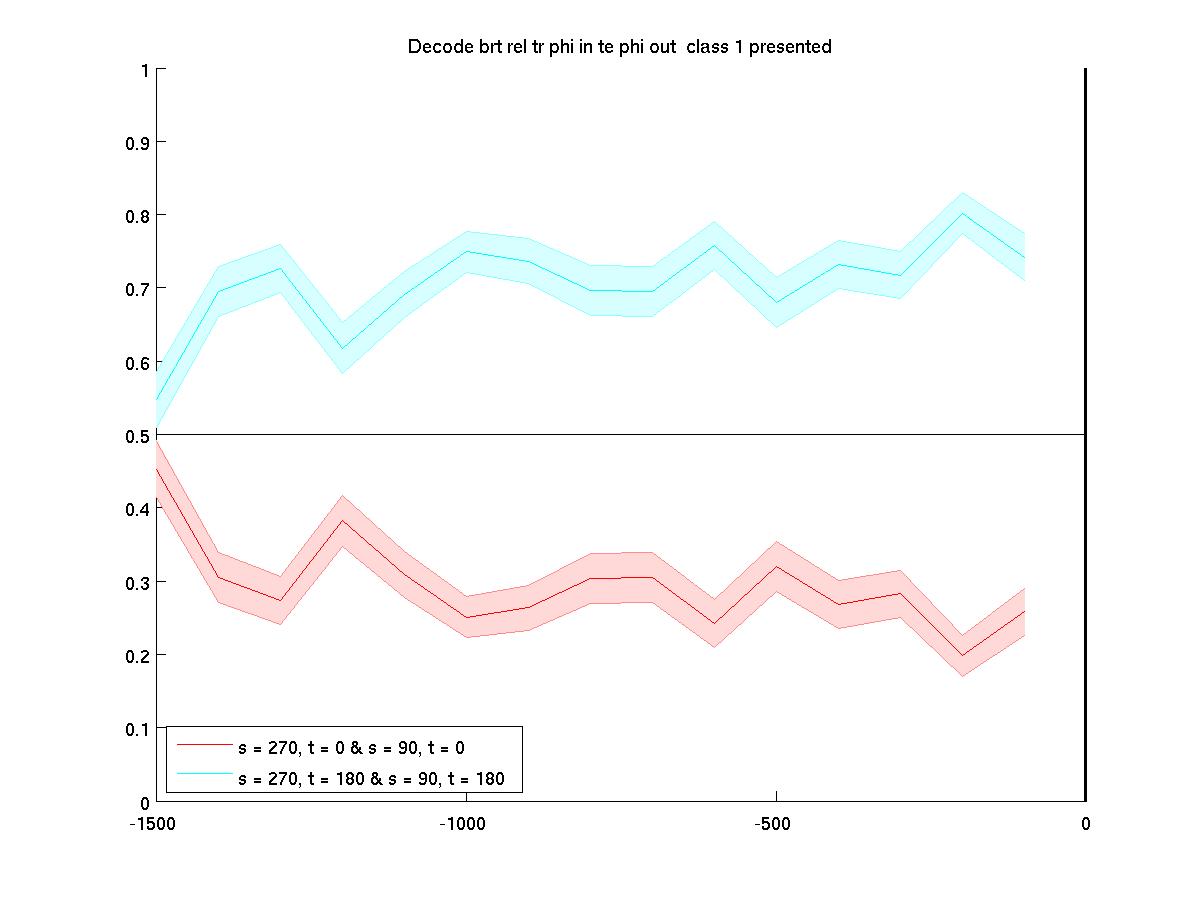 Decode brt rel tr phi in te phi out  class 1 presented
1
0.9
0.8
0.7
0.6
0.5
0.4
0.3
0.2
0.1
0
s = 270, t = 0 & s = 90, t = 0
s = 270, t = 180 & s = 90, t = 180
-1500 -1000 -500 0